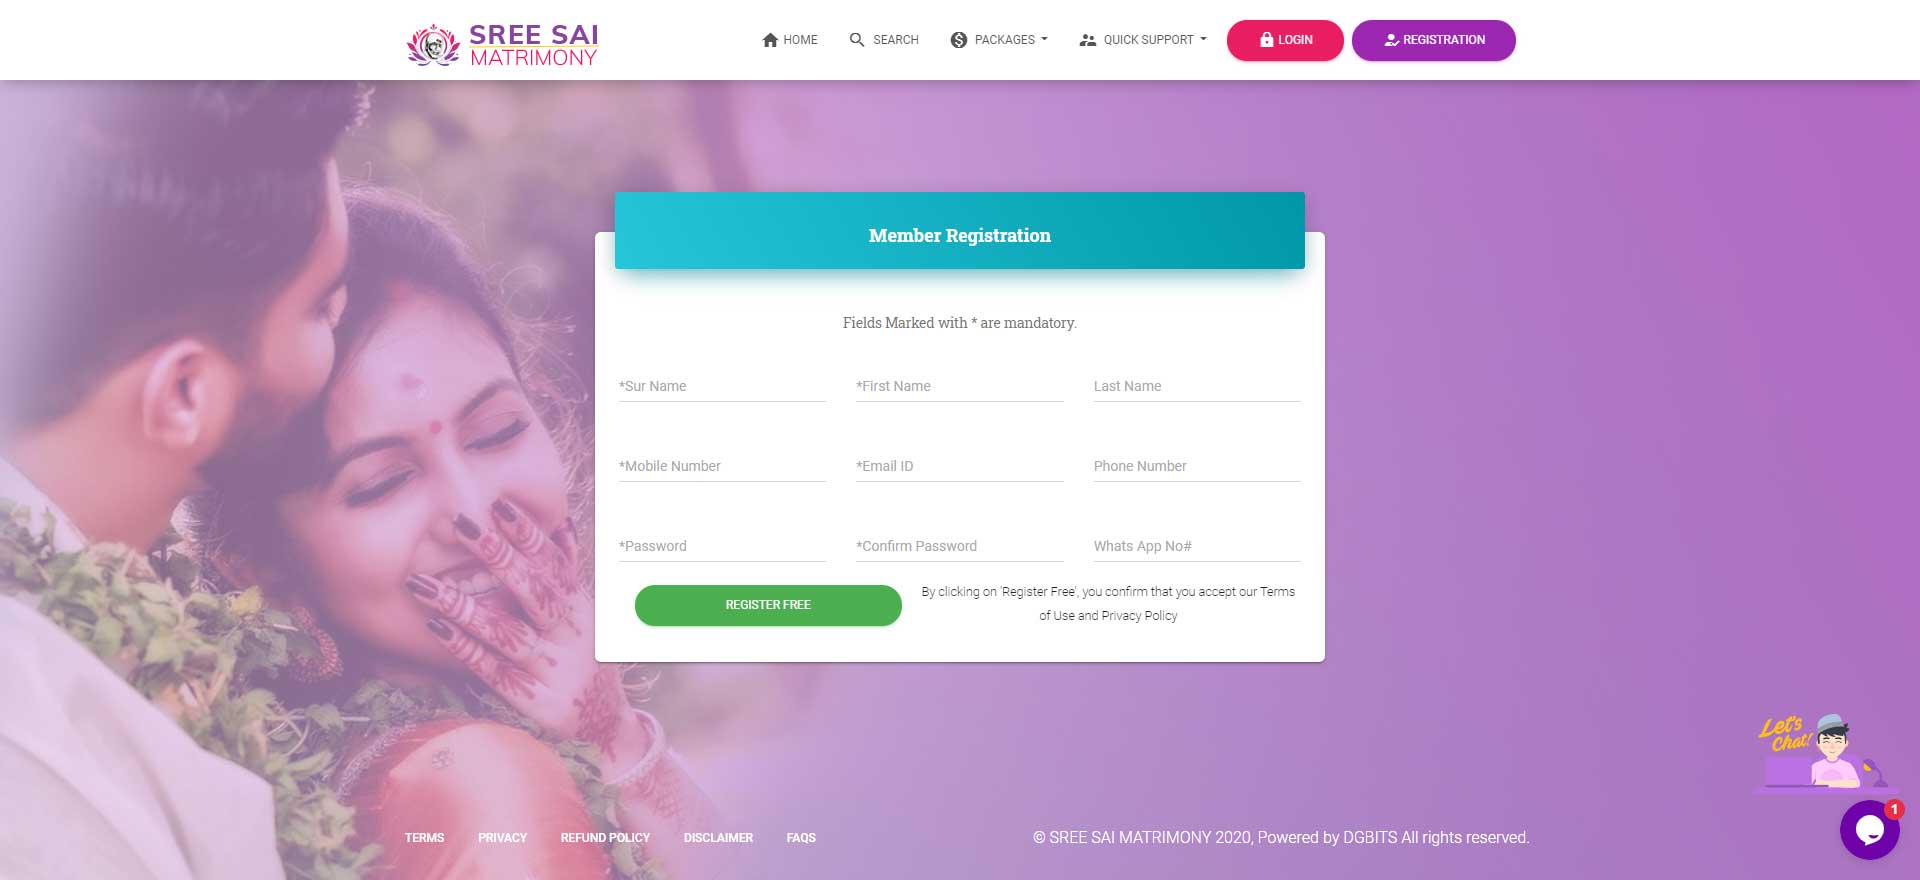 SREE SAI
MATRIMONY
HOME
SEARCH
PACKAGES
QUICK SUPPORT
LOGIN
REGISTRATION
Member Registration
Fields Marked with * are mandatory.
*Sur Name
*First Name
Last Name
*Mobile Number
*Email ID
Phone Number
*Password
*Confirm Password
Whats App No#
REGISTER FREE
By clicking on 'Register Free', you confirm that you accept our Terms
of Use and Privacy Policy
Let's
Chat!
1
TERMS
PRIVACY
REFUND POLICY
DISCLAIMER
FAQS
© SREE SAI MATRIMONY 2020, Powered by DGBITS All rights reserved.